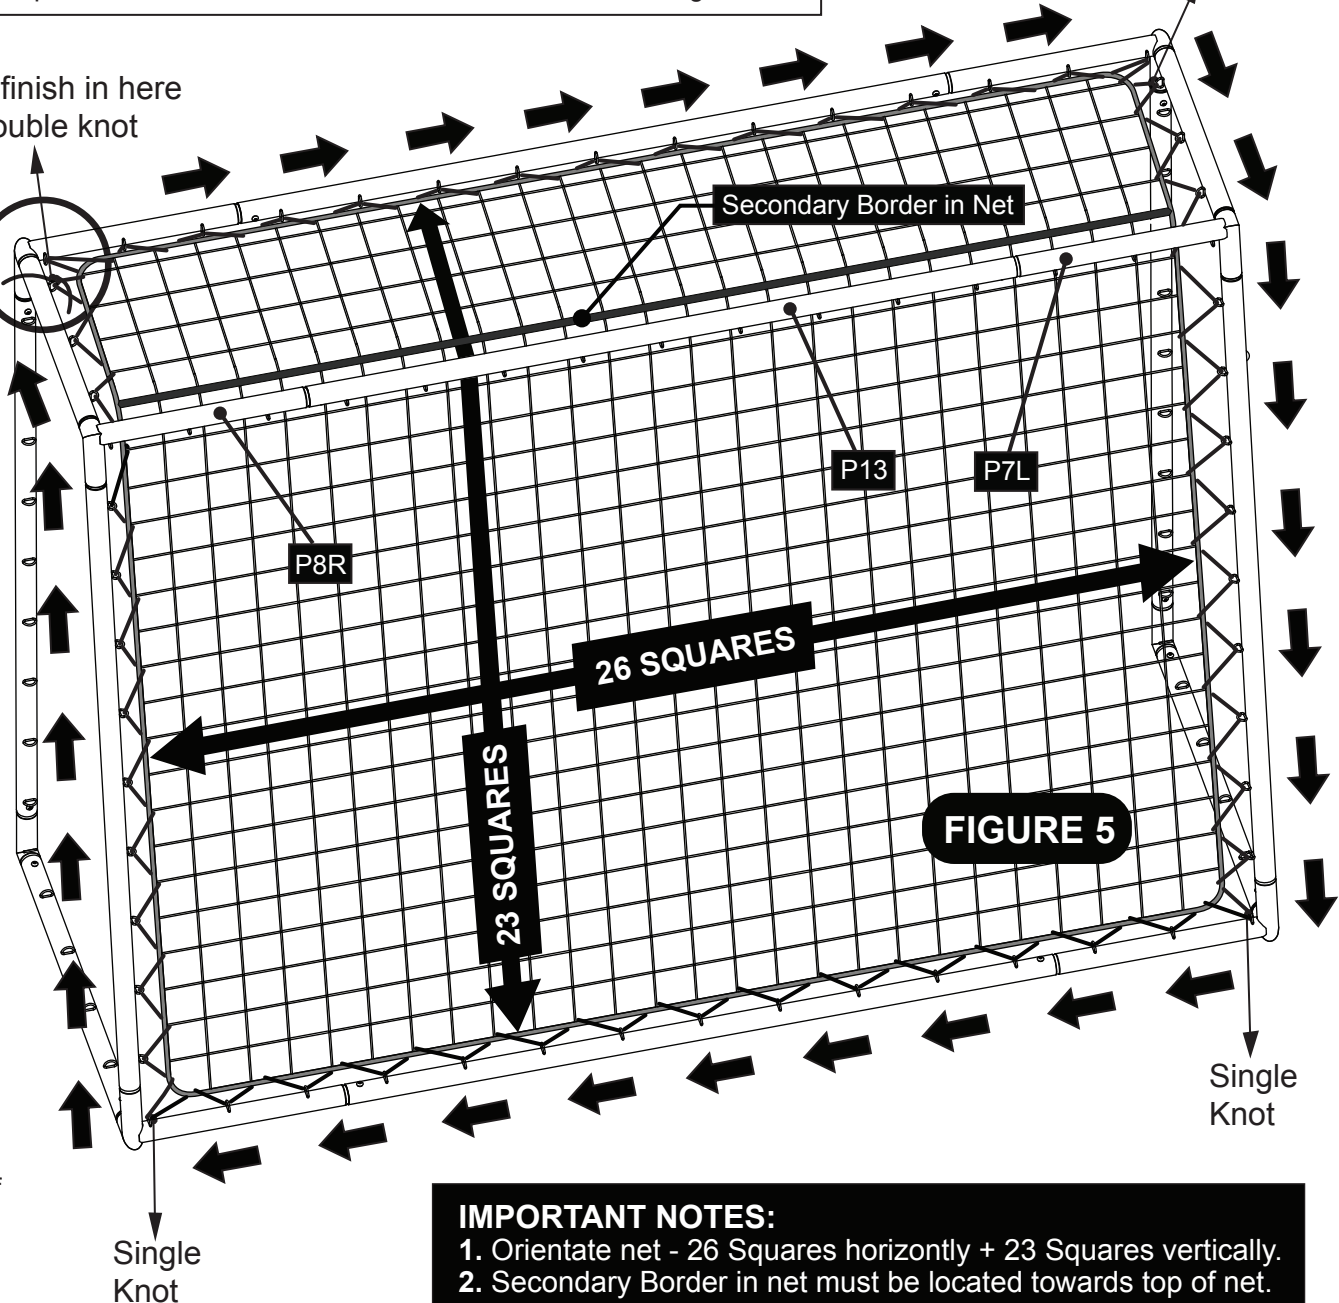 finish in here
ouble knot
Secondary Border in Net
P13
P7L
P8R
26 SQUARES
23 SQUARES
FIGURE 5
Single
Knot
Single
Knot
IMPORTANT NOTES:
1. Orientate net - 26 Squares horizontly + 23 Squares vertically.
2. Secondary Border in net must be located towards top of net.